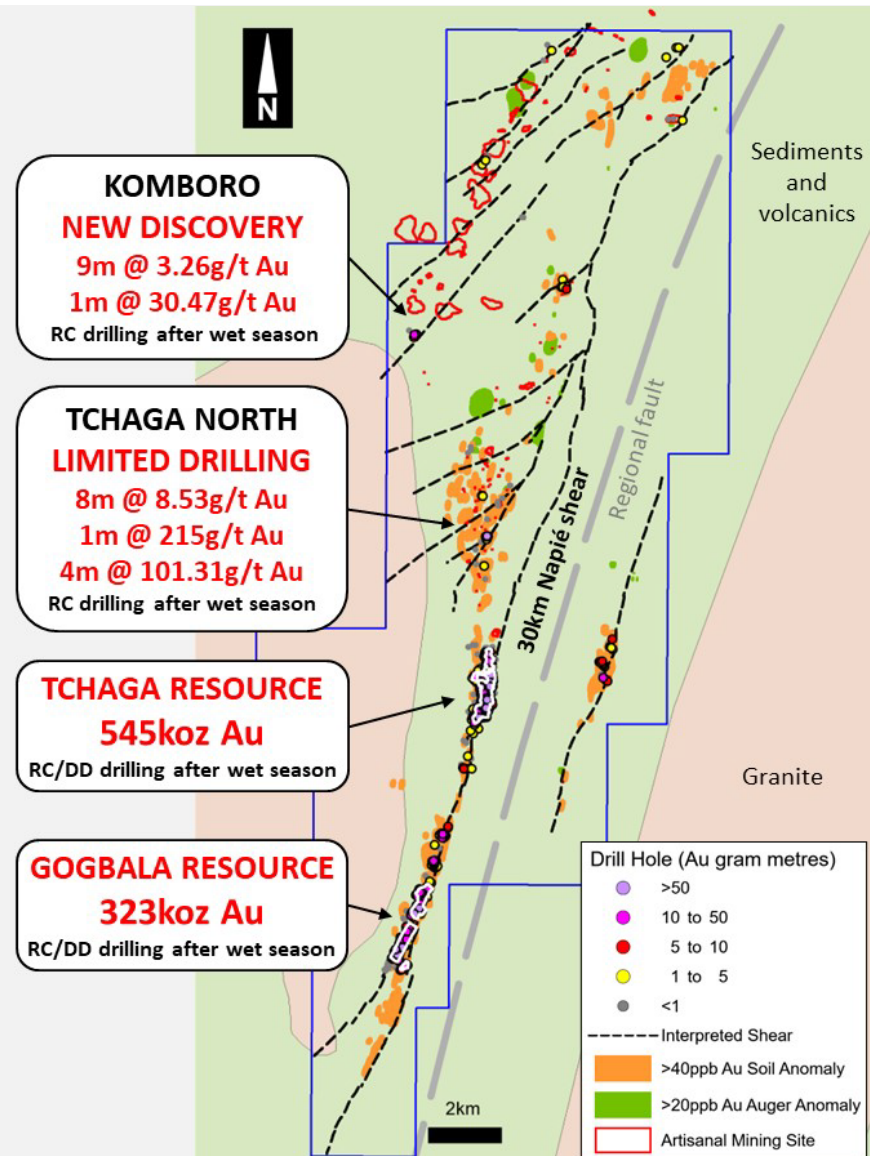 N
KOMBORO
NEW DISCOVERY
9m @ 3.26g/t Au
1m @ 30.47g/t Au
RC drilling after wet season
TCHAGA NORTH
LIMITED DRILLING
8m @ 8.53g/t Au
1m @ 215g/t Au
4m @ 101.31g/t Au
RC drilling after wet season
TCHAGA RESOURCE
545koz Au
RC/DD drilling after wet season
GOGBALA RESOURCE
323koz Au
RC/DD drilling after wet season
Sediments
and
volcanics
Regional fault
30km Napié shear
Granite
2km
Drill Hole (Au gram metres)
>50
10 to 50
5 to 10
1 to 5
<1
Interpreted Shear
>40ppb Au Soil Anomaly
>20ppb Au Auger Anomaly
Artisanal Mining Site